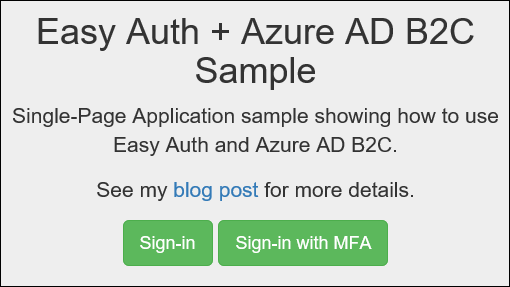 Easy Auth + Azure AD B2C
Sample
Single-Page Application sample showing how to use
Easy Auth and Azure AD B2C.
See my blog post for more details.
Sign-in Sign-in with MFA